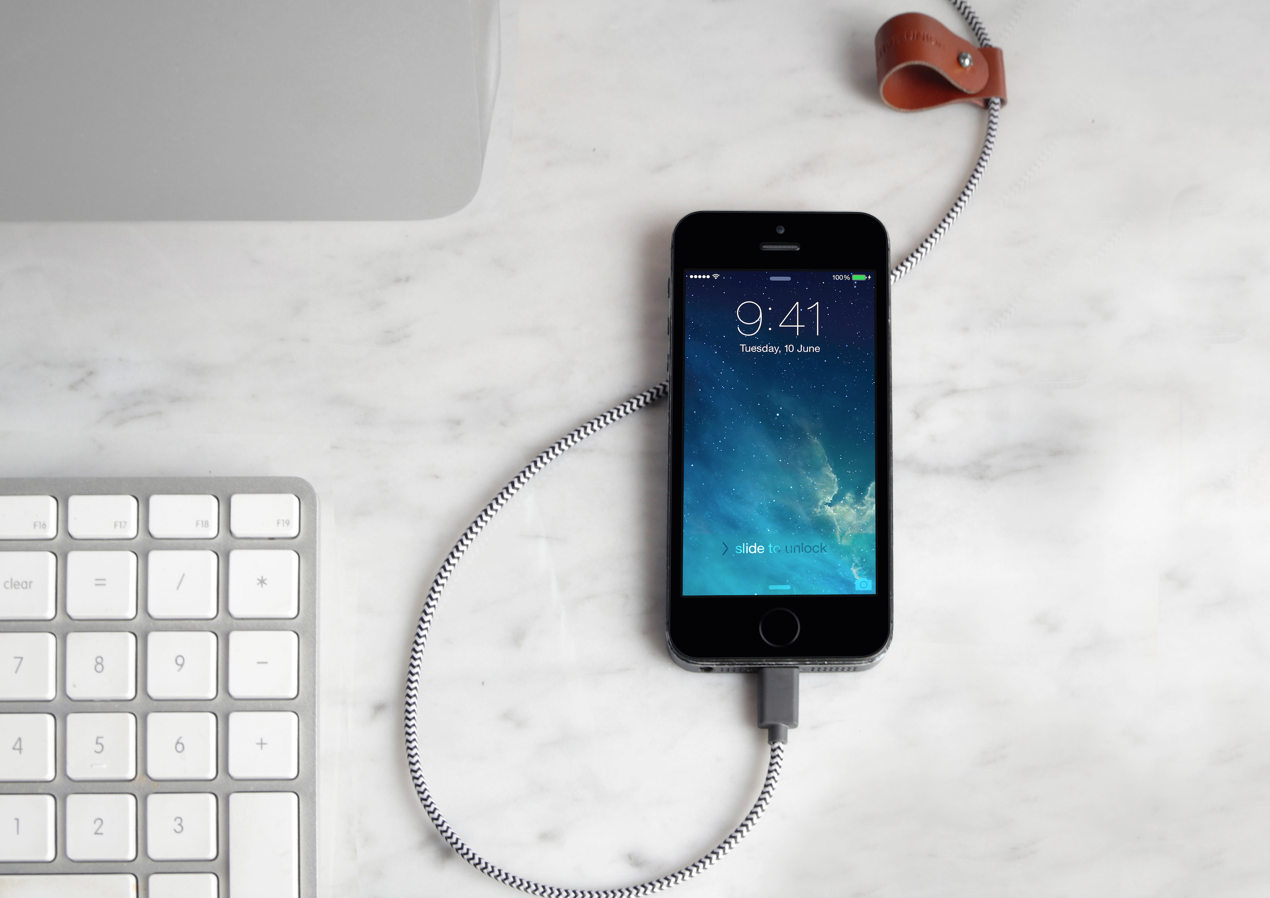 100%
9:41
Tuesday, 10 June
> slide to unlock
F16 F17 F18 F19
clear = / *
7 8 9 −
4 5 6 +
1 2 3